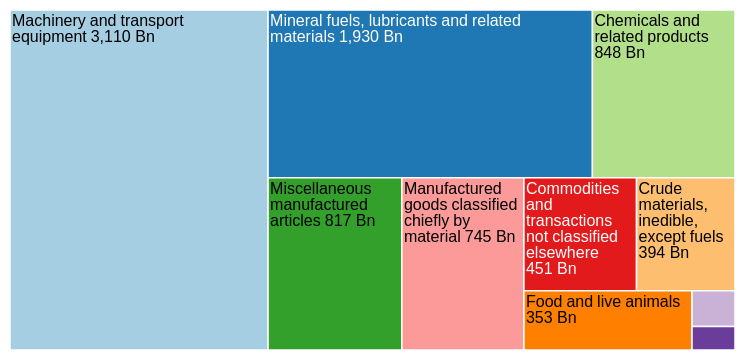 Machinery and transport
equipment 3,110 Bn
Mineral fuels, lubricants and related
materials 1,930 Bn
Chemicals and
related products
848 Bn
Miscellaneous
manufactured
articles 817 Bn
Manufactured
goods classified
chiefly by
material 745 Bn
Commodities
and
transactions
not classified
elsewhere
451 Bn
Crude
materials,
inedible,
except fuels
394 Bn
Food and live animals
353 Bn